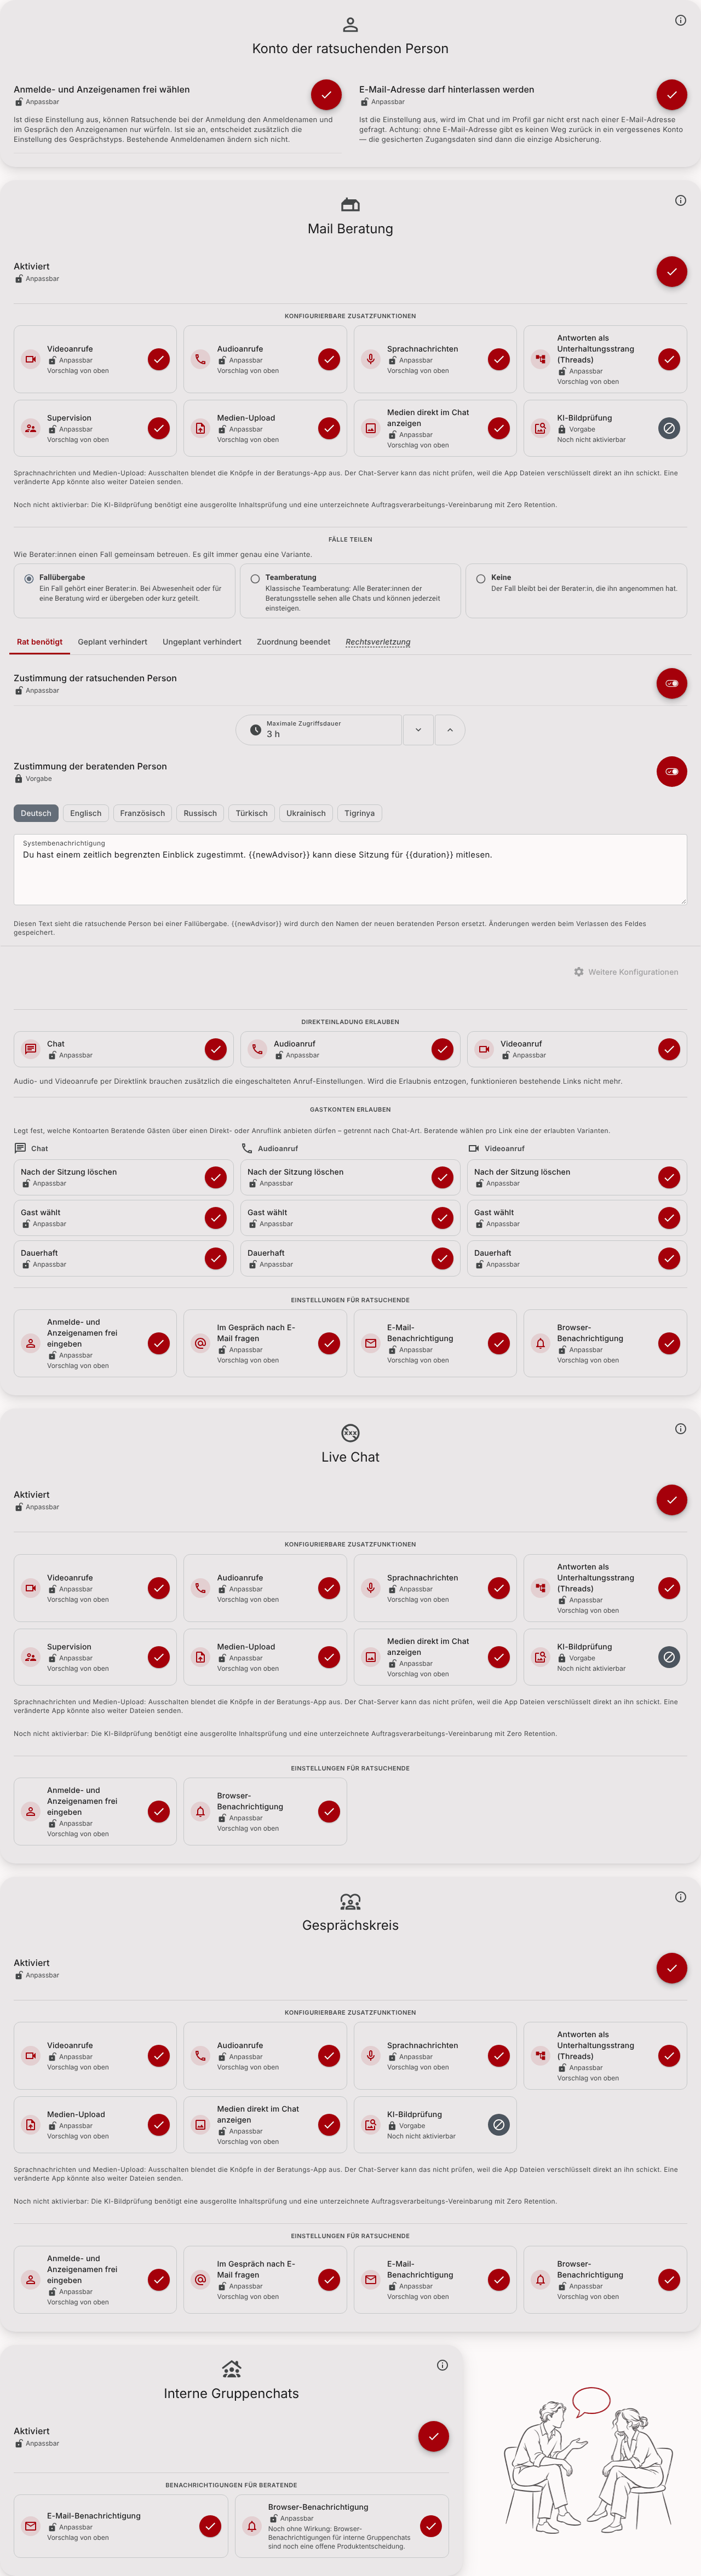 Konto der ratsuchenden Person
Anmelde- und Anzeigenamen frei wählen
Anpassbar
Ist diese Einstellung aus, können Ratsuchende bei der Anmeldung den Anmeldenamen und
im Gespräch den Anzeigenamen nur würfeln. Ist sie an, entscheidet zusätzlich die
Einstellung des Gesprächstyps. Bestehende Anmeldenamen ändern sich nicht.
E-Mail-Adresse darf hinterlassen werden
Anpassbar
Ist die Einstellung aus, wird im Chat und im Profil gar nicht erst nach einer E-Mail-Adresse
gefragt. Achtung: ohne E-Mail-Adresse gibt es keinen Weg zurück in ein vergessenes Konto
— die gesicherten Zugangsdaten sind dann die einzige Absicherung.
Mail Beratung
Aktiviert
Anpassbar
KONFIGURIERBARE ZUSATZFUNKTIONEN
Videoanrufe
Anpassbar
Vorschlag von oben
Audioanrufe
Anpassbar
Vorschlag von oben
Sprachnachrichten
Anpassbar
Vorschlag von oben
Antworten als
Unterhaltungsstrang
(Threads)
Anpassbar
Vorschlag von oben
Supervision
Anpassbar
Vorschlag von oben
Medien-Upload
Anpassbar
Vorschlag von oben
Medien direkt im Chat
anzeigen
Anpassbar
Vorschlag von oben
KI-Bildprüfung
Vorgabe
Noch nicht aktivierbar
Sprachnachrichten und Medien-Upload: Ausschalten blendet die Knöpfe in der Beratungs-App aus. Der Chat-Server kann das nicht prüfen, weil die App Dateien verschlüsselt direkt an ihn schickt. Eine
veränderte App könnte also weiter Dateien senden.
Noch nicht aktivierbar: Die KI-Bildprüfung benötigt eine ausgerollte Inhaltsprüfung und eine unterzeichnete Auftragsverarbeitungs-Vereinbarung mit Zero Retention.
FÄLLE TEILEN
Wie Berater:innen einen Fall gemeinsam betreuen. Es gilt immer genau eine Variante.
Fallübergabe
Ein Fall gehört einer Berater:in. Bei Abwesenheit oder für
eine Beratung wird er übergeben oder kurz geteilt.
Teamberatung
Klassische Teamberatung: Alle Berater:innen der
Beratungsstelle sehen alle Chats und können jederzeit
einsteigen.
Keine
Der Fall bleibt bei der Berater:in, die ihn angenommen hat.
Rat benötigt
Geplant verhindert
Ungeplant verhindert
Zuordnung beendet
Rechtsverletzung
Zustimmung der ratsuchenden Person
Anpassbar
Maximale Zugriffsdauer
3 h
Zustimmung der beratenden Person
Vorgabe
Deutsch
Englisch
Französisch
Russisch
Türkisch
Ukrainisch
Tigrinya
Systembenachrichtigung
Du hast einem zeitlich begrenzten Einblick zugestimmt. {{newAdvisor}} kann diese Sitzung für {{duration}} mitlesen.
Diesen Text sieht die ratsuchende Person bei einer Fallübergabe. {{newAdvisor}} wird durch den Namen der neuen beratenden Person ersetzt. Änderungen werden beim Verlassen des Feldes
gespeichert.
Weitere Konfigurationen
DIREKTEINLADUNG ERLAUBEN
Chat
Anpassbar
Audioanruf
Anpassbar
Videoanruf
Anpassbar
Audio- und Videoanrufe per Direktlink brauchen zusätzlich die eingeschalteten Anruf-Einstellungen. Wird die Erlaubnis entzogen, funktionieren bestehende Links nicht mehr.
GASTKONTEN ERLAUBEN
Legt fest, welche Kontoarten Beratende Gästen über einen Direkt- oder Anruflink anbieten dürfen – getrennt nach Chat-Art. Beratende wählen pro Link eine der erlaubten Varianten.
Chat
Audioanruf
Videoanruf
Nach der Sitzung löschen
Anpassbar
Nach der Sitzung löschen
Anpassbar
Nach der Sitzung löschen
Anpassbar
Gast wählt
Anpassbar
Gast wählt
Anpassbar
Gast wählt
Anpassbar
Dauerhaft
Anpassbar
Dauerhaft
Anpassbar
Dauerhaft
Anpassbar
EINSTELLUNGEN FÜR RATSUCHENDE
Anmelde- und
Anzeigenamen frei
eingeben
Anpassbar
Vorschlag von oben
Im Gespräch nach E-
Mail fragen
Anpassbar
Vorschlag von oben
E-Mail-
Benachrichtigung
Anpassbar
Vorschlag von oben
Browser-
Benachrichtigung
Anpassbar
Vorschlag von oben
Live Chat
Aktiviert
Anpassbar
KONFIGURIERBARE ZUSATZFUNKTIONEN
Videoanrufe
Anpassbar
Vorschlag von oben
Audioanrufe
Anpassbar
Vorschlag von oben
Sprachnachrichten
Anpassbar
Vorschlag von oben
Antworten als
Unterhaltungsstrang
(Threads)
Anpassbar
Vorschlag von oben
Supervision
Anpassbar
Vorschlag von oben
Medien-Upload
Anpassbar
Vorschlag von oben
Medien direkt im Chat
anzeigen
Anpassbar
Vorschlag von oben
KI-Bildprüfung
Vorgabe
Noch nicht aktivierbar
Sprachnachrichten und Medien-Upload: Ausschalten blendet die Knöpfe in der Beratungs-App aus. Der Chat-Server kann das nicht prüfen, weil die App Dateien verschlüsselt direkt an ihn schickt. Eine
veränderte App könnte also weiter Dateien senden.
Noch nicht aktivierbar: Die KI-Bildprüfung benötigt eine ausgerollte Inhaltsprüfung und eine unterzeichnete Auftragsverarbeitungs-Vereinbarung mit Zero Retention.
EINSTELLUNGEN FÜR RATSUCHENDE
Anmelde- und
Anzeigenamen frei
eingeben
Anpassbar
Vorschlag von oben
Browser-
Benachrichtigung
Anpassbar
Vorschlag von oben
Gesprächskreis
Aktiviert
Anpassbar
KONFIGURIERBARE ZUSATZFUNKTIONEN
Videoanrufe
Anpassbar
Vorschlag von oben
Audioanrufe
Anpassbar
Vorschlag von oben
Sprachnachrichten
Anpassbar
Vorschlag von oben
Antworten als
Unterhaltungsstrang
(Threads)
Anpassbar
Vorschlag von oben
Medien-Upload
Anpassbar
Vorschlag von oben
Medien direkt im Chat
anzeigen
Anpassbar
Vorschlag von oben
KI-Bildprüfung
Vorgabe
Noch nicht aktivierbar
Sprachnachrichten und Medien-Upload: Ausschalten blendet die Knöpfe in der Beratungs-App aus. Der Chat-Server kann das nicht prüfen, weil die App Dateien verschlüsselt direkt an ihn schickt. Eine
veränderte App könnte also weiter Dateien senden.
Noch nicht aktivierbar: Die KI-Bildprüfung benötigt eine ausgerollte Inhaltsprüfung und eine unterzeichnete Auftragsverarbeitungs-Vereinbarung mit Zero Retention.
EINSTELLUNGEN FÜR RATSUCHENDE
Anmelde- und
Anzeigenamen frei
eingeben
Anpassbar
Vorschlag von oben
Im Gespräch nach E-
Mail fragen
Anpassbar
Vorschlag von oben
E-Mail-
Benachrichtigung
Anpassbar
Vorschlag von oben
Browser-
Benachrichtigung
Anpassbar
Vorschlag von oben
Interne Gruppenchats
Aktiviert
Anpassbar
BENACHRICHTIGUNGEN FÜR BERATENDE
E-Mail-Benachrichtigung
Anpassbar
Vorschlag von oben
Browser-Benachrichtigung
Anpassbar
Noch ohne Wirkung: Browser-
Benachrichtigungen für interne Gruppenchats
sind noch eine offene Produktentscheidung.